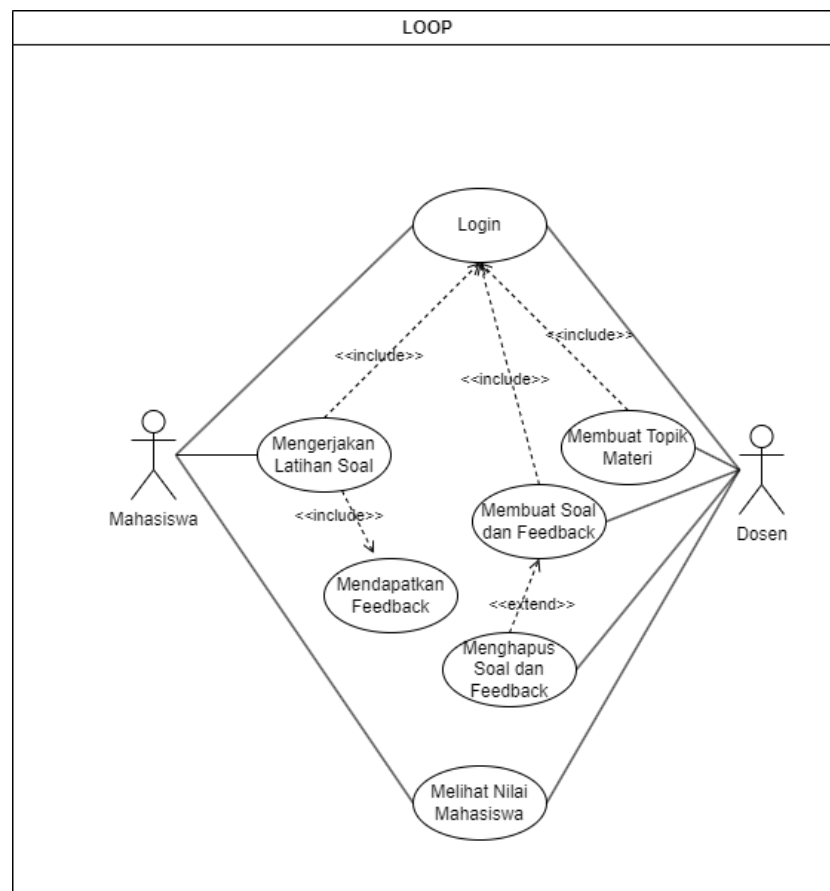 LOOP
Login
<<include>>
<<include>>
<<include>>
Mengerjakan
Latihan Soal
Membuat Topik
Materi
Mahasiswa
<<include>>
Membuat Soal
dan Feedback
Dosen
Mendapatkan
Feedback
<<extend>>
Menghapus
Soal dan
Feedback
Melihat Nilai
Mahasiswa